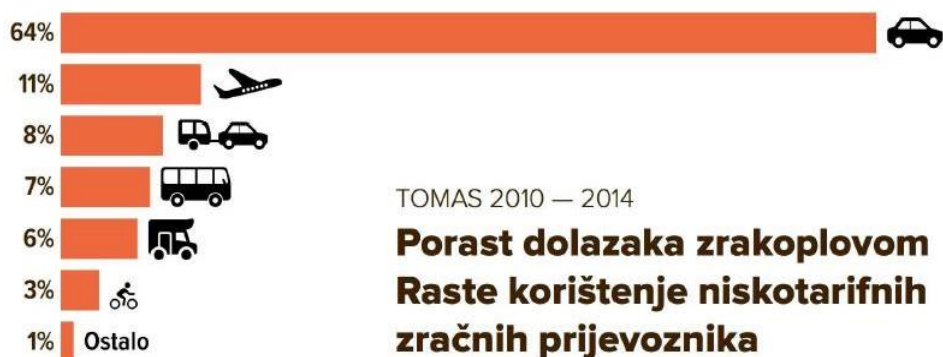 64%
11%
8%
7%
6%
3%
1% Ostalo
TOMAS 2010 — 2014
Porast dolazaka zrakoplovom
Raste korištenje niskotarifnih
zračnih prijevoznika